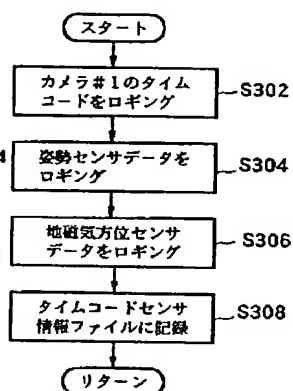 スタート
カメラ#1のタイム
コードをロギング
S302
4
姿勢センサデータを
ロギング
S304
地磁気方位センサ
データをロギング
S306
タイムコードセンサ
情報ファイルに記録
S308
リターン